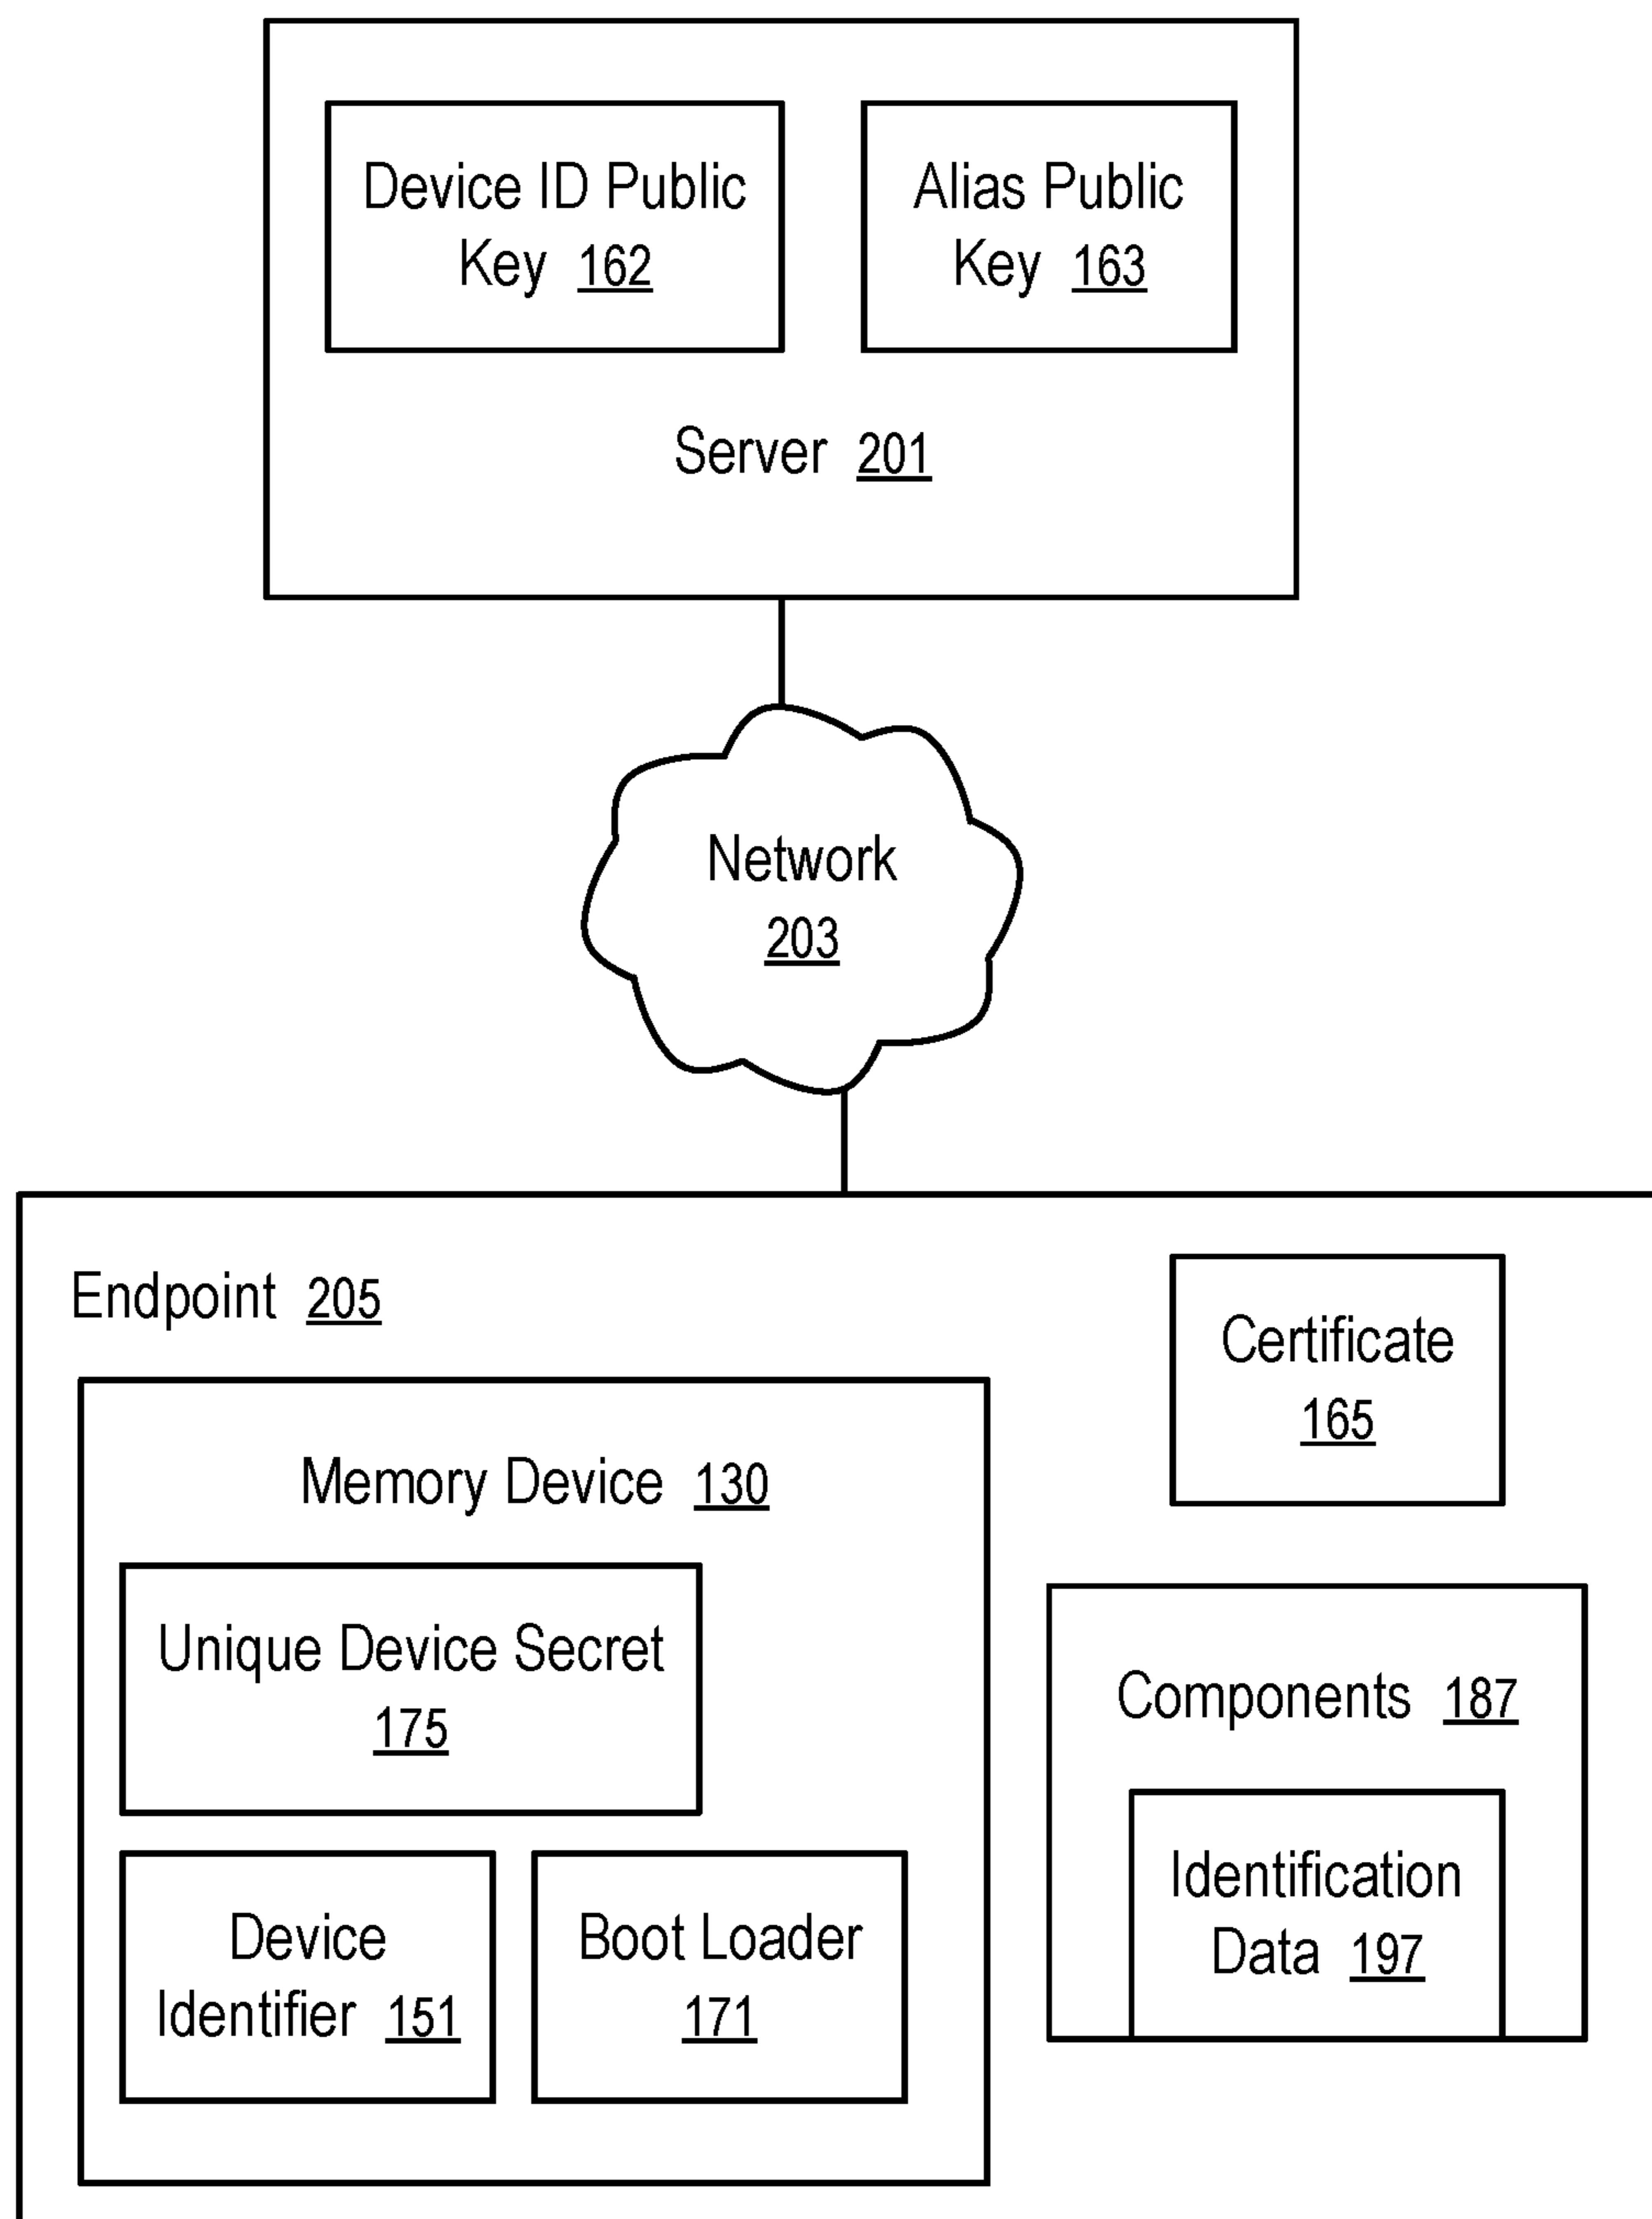 Device ID Public
Key 162
Alias Public
Key 163
Server 201
Network
203
Endpoint 205
Certificate
165
Memory Device 130
Unique Device Secret
175
Components 187
Device
Identifier 151
Boot Loader
171
Identification
Data 197